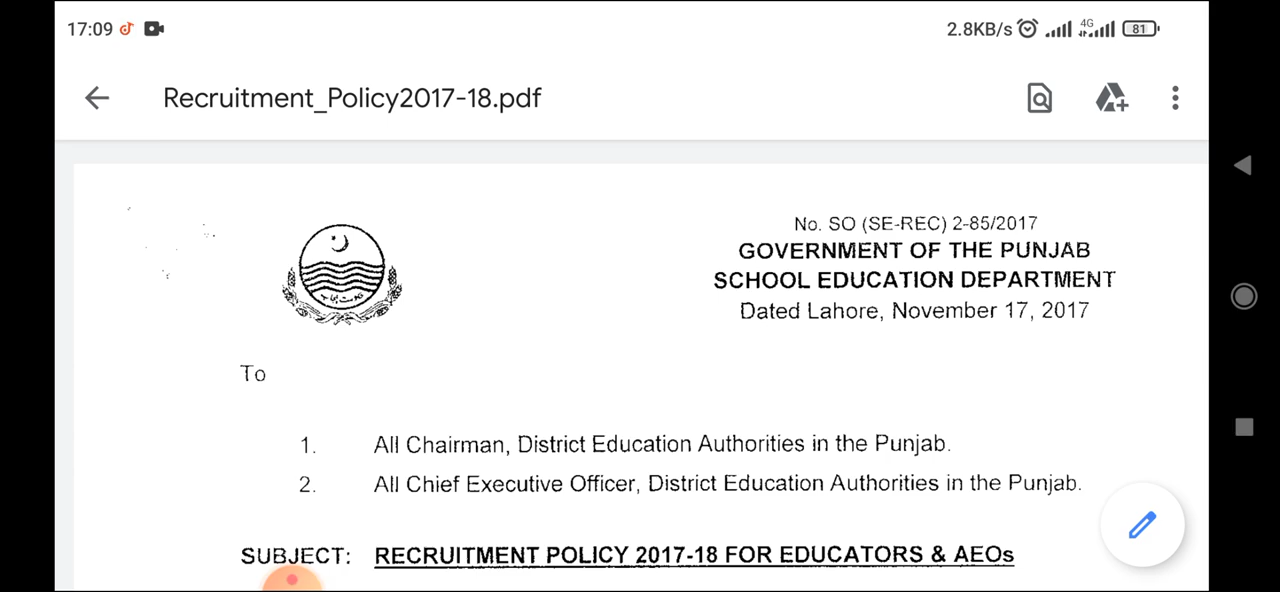 17:09
2.8KB/s 4G 81
Recruitment_Policy2017-18.pdf
No. SO (SE-REC) 2-85/2017
GOVERNMENT OF THE PUNJAB
SCHOOL EDUCATION DEPARTMENT
Dated Lahore, November 17, 2017
To
1. All Chairman, District Education Authorities in the Punjab.
2. All Chief Executive Officer, District Education Authorities in the Punjab.
SUBJECT: RECRUITMENT POLICY 2017-18 FOR EDUCATORS & AEOs